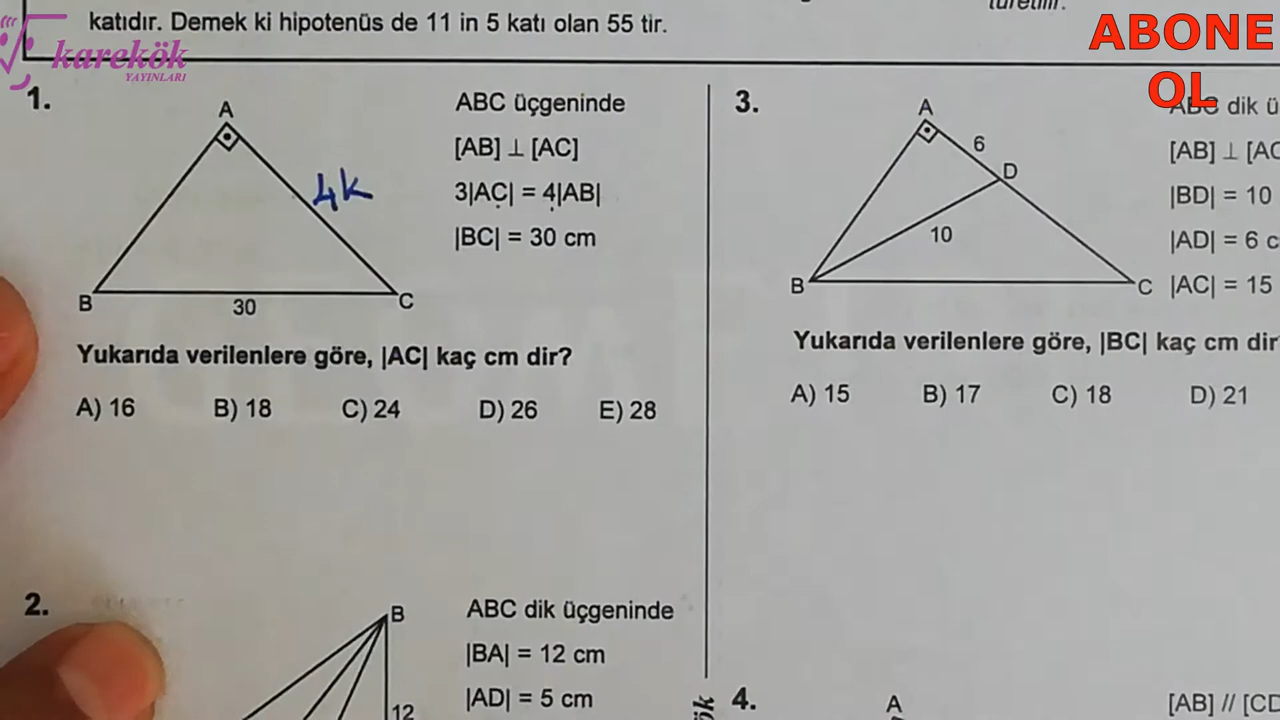 katıdır. Demek ki hipotenüs de 11 in 5 katı olan 55 tir.
türetilir.
ABONE
OL
karekök
YAYINLARI
1.
A
4k
B
30
C
ABC üçgeninde
[AB] ⊥ [AC]
3|AC| = 4|AB|
|BC| = 30 cm
Yukarıda verilenlere göre, |AC| kaç cm dir?
A) 16 B) 18 C) 24 D) 26 E) 28
2.
B
12
ABC dik üçgeninde
|BA| = 12 cm
|AD| = 5 cm
3.
A
6
D
10
B
C
ABC dik ü
[AB] ⊥ [AC
|BD| = 10
|AD| = 6 c
|AC| = 15
Yukarıda verilenlere göre, |BC| kaç cm dir
A) 15 B) 17 C) 18 D) 21
ök
4.
A
[AB] // [CD